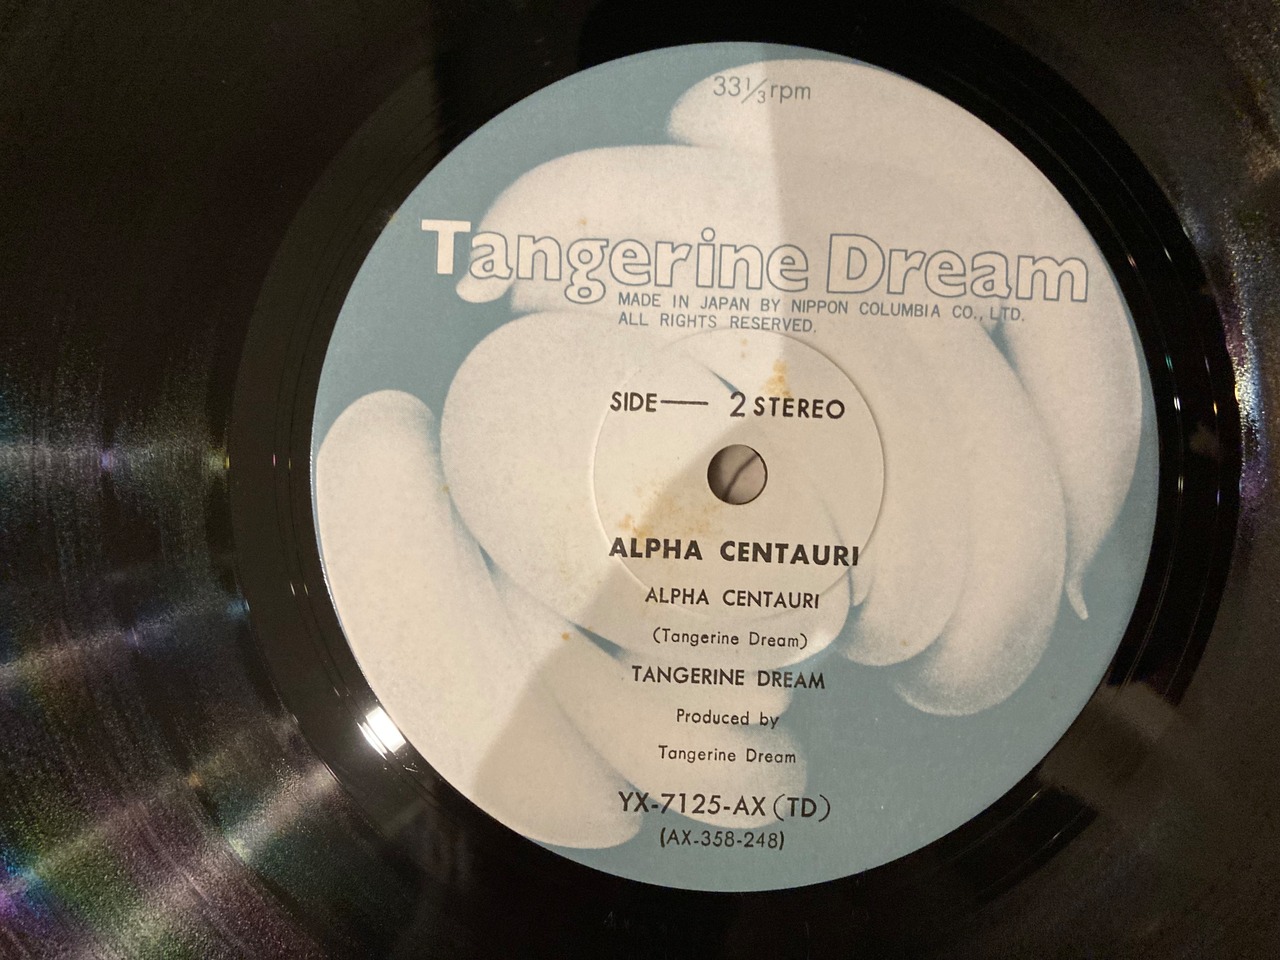 33⅓rpm
Tangerine Dream
MADE IN JAPAN BY NIPPON COLUMBIA CO., LTD.
ALL RIGHTS RESERVED.
SIDE— 2 STEREO
ALPHA CENTAURI
ALPHA CENTAURI
(Tangerine Dream)
TANGERINE DREAM
Produced by
Tangerine Dream
YX-7125-AX (TD)
(AX-358-248)